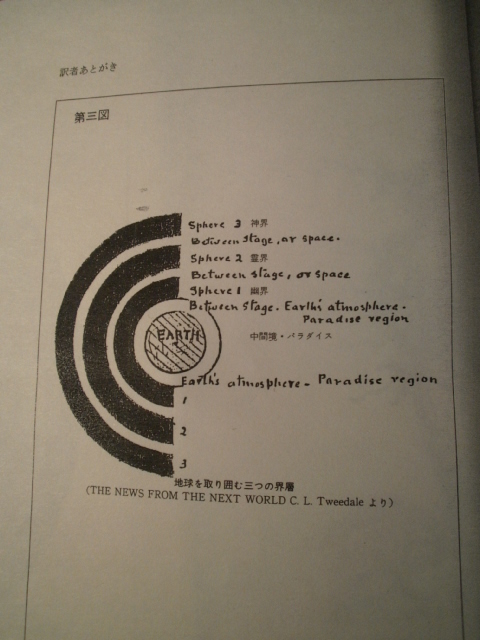 訳者あとがき
第三図
Sphere 3 神界
Between Stage, or space.
Sphere 2 霊界
Between Stage, or space
Sphere 1 幽界
Between Stage. Earth's atmosphere.
Paradise region
EARTH
中間境・パラダイス
Earth's atmosphere - Paradise region
1
2
3
地球を取り囲む三つの界層
(THE NEWS FROM THE NEXT WORLD C. L. Tweedale より)